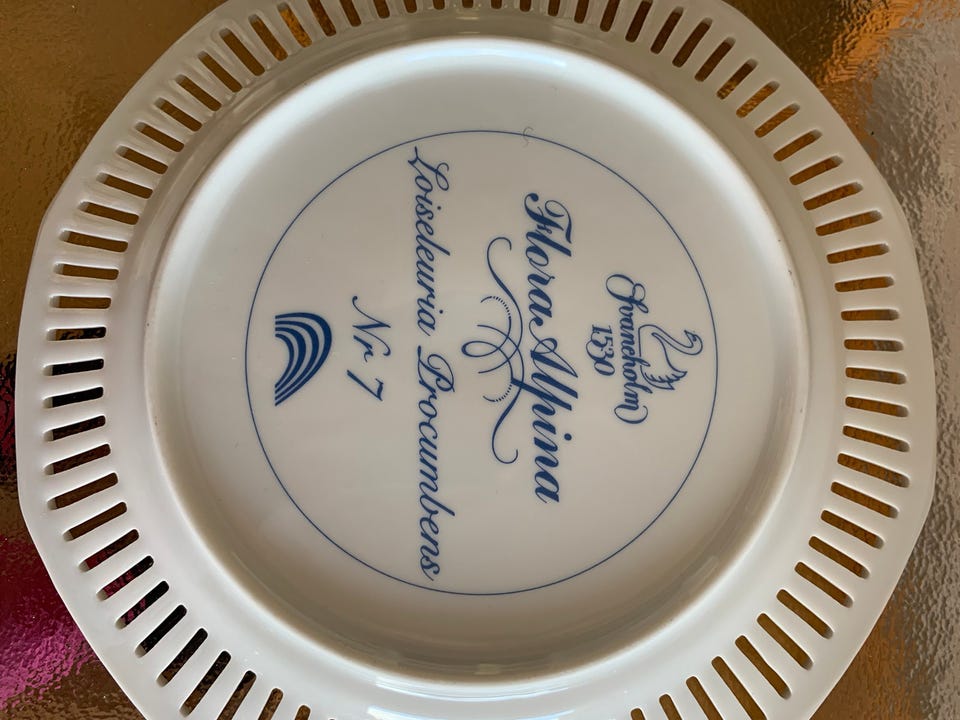 Svaneholm
1530
Flora Alpina
Loiseleuria Procumbens
Nr 7